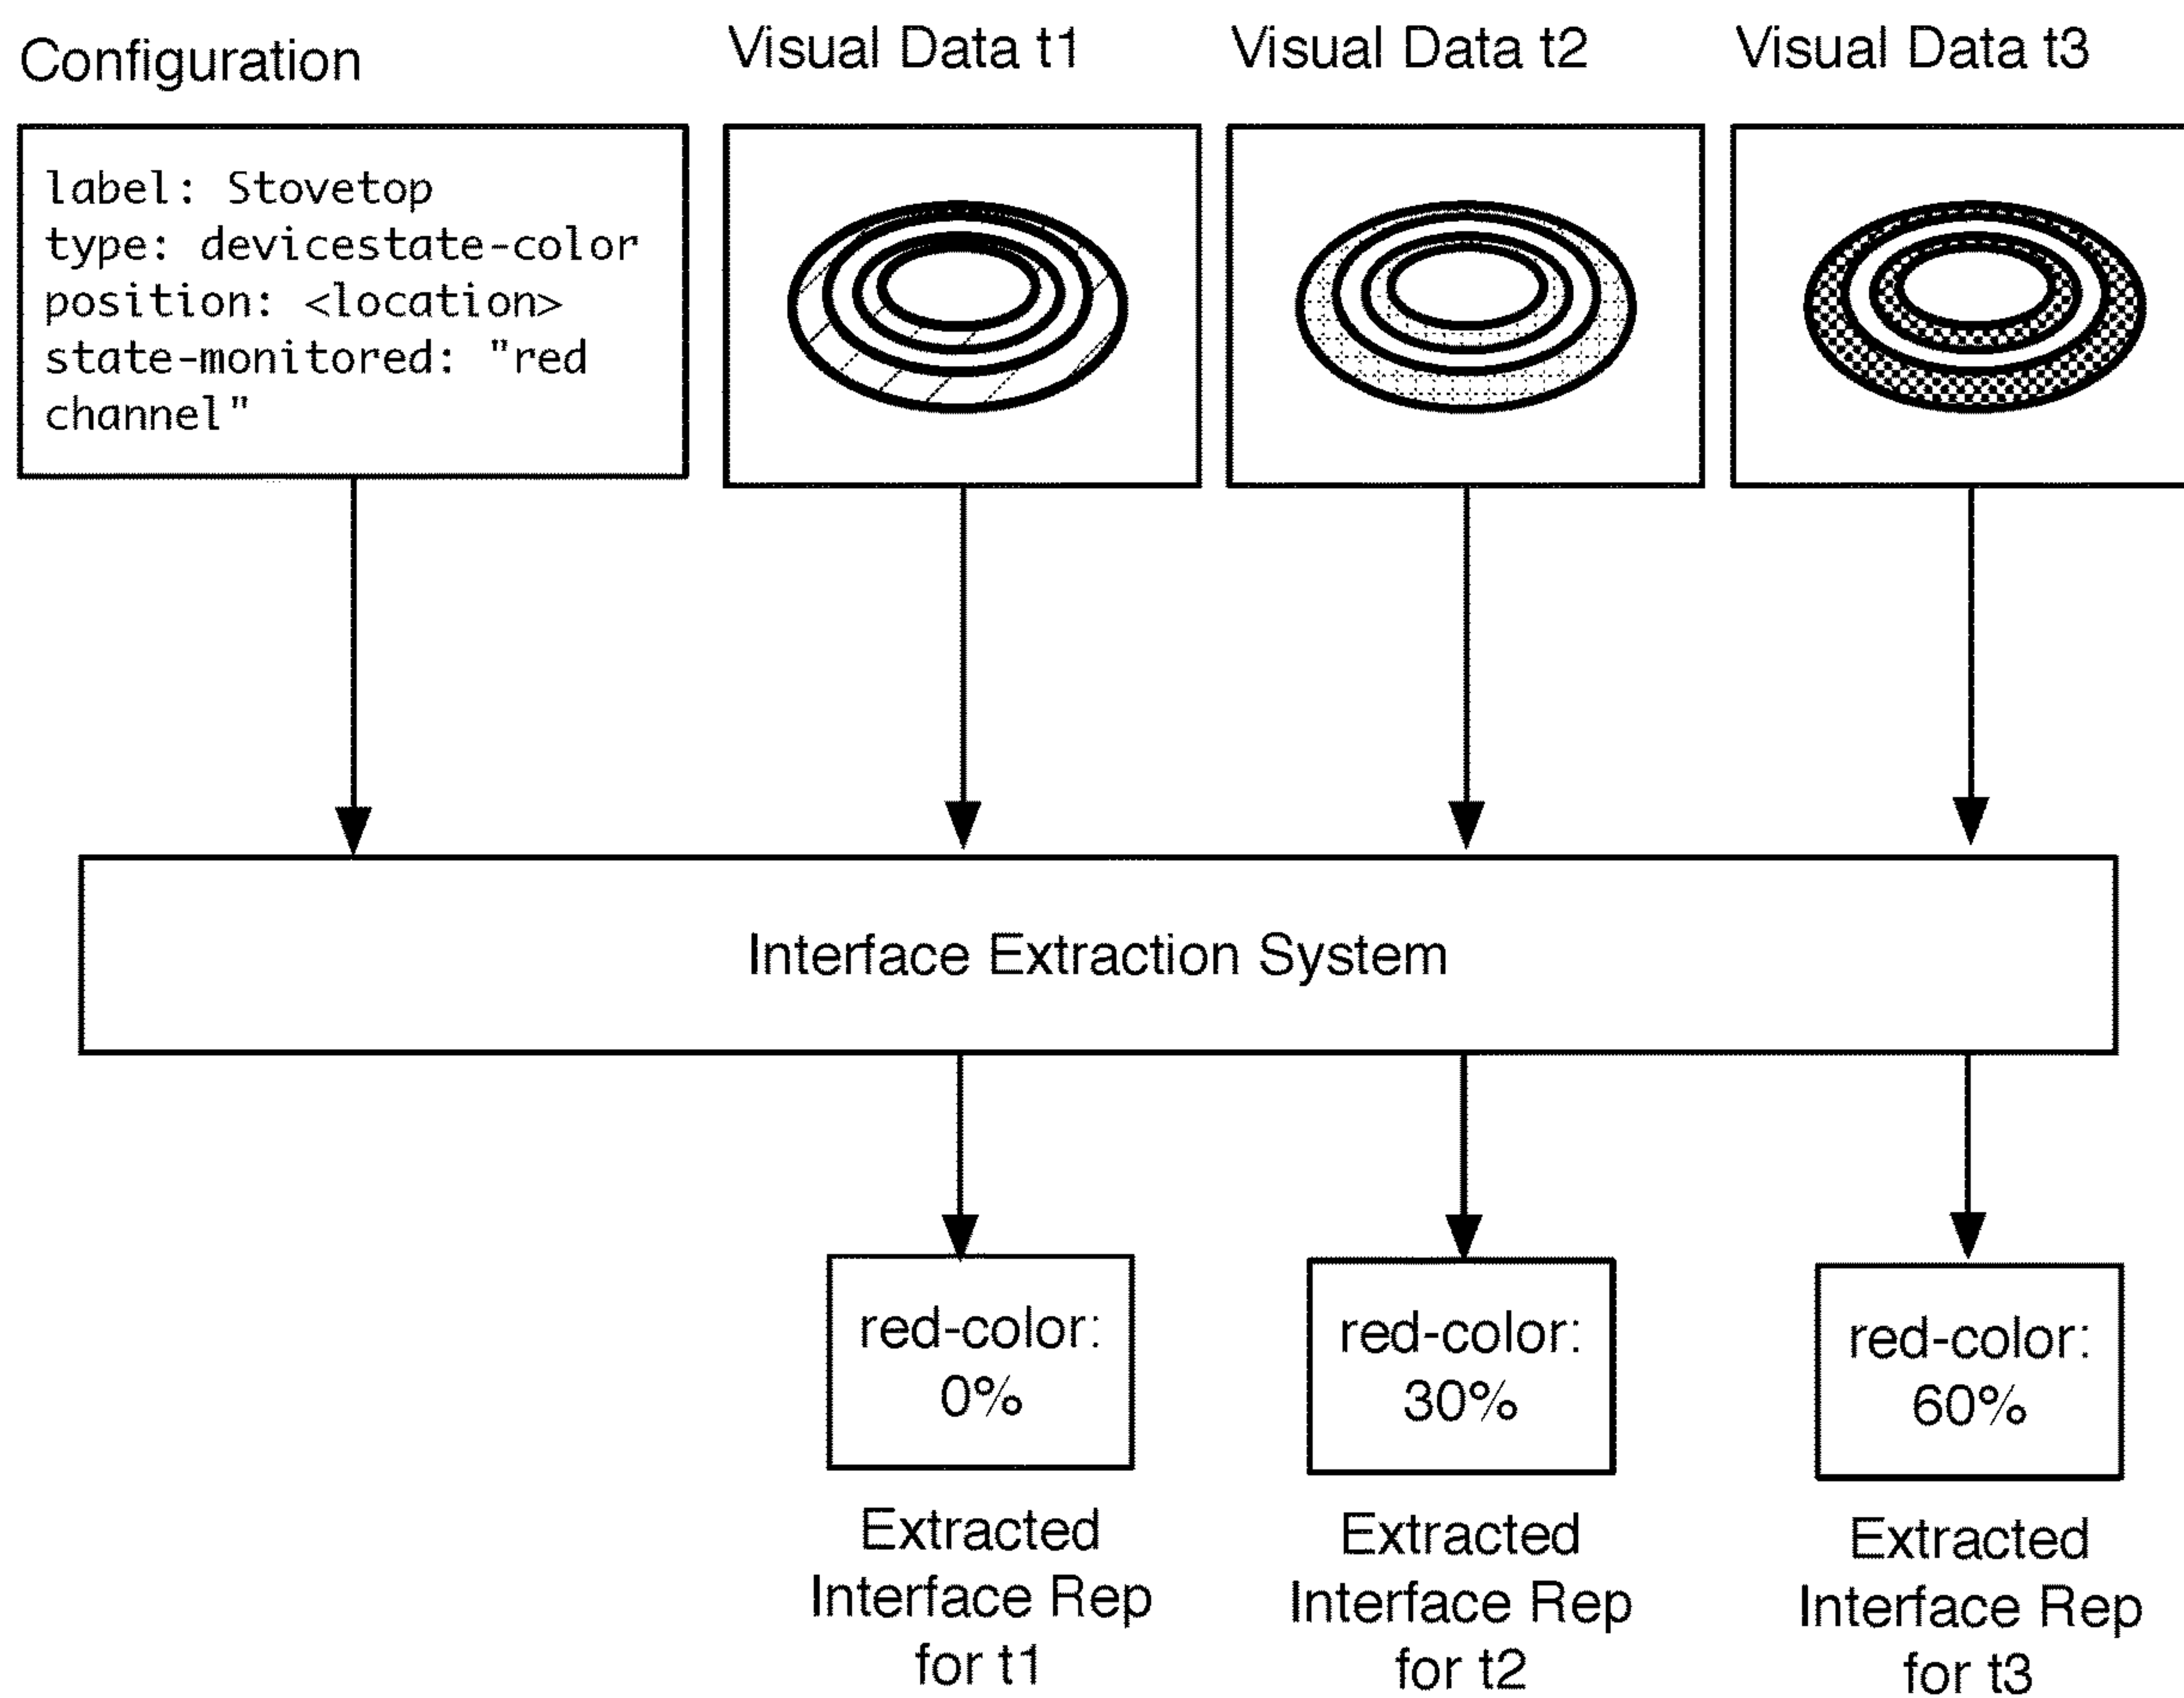 Configuration
label: Stovetop
type: devicestate-color
position: <location>
state-monitored: "red
channel"
Visual Data t1
Visual Data t2
Visual Data t3
Interface Extraction System
red-color:
0%
Extracted
Interface Rep
for t1
red-color:
30%
Extracted
Interface Rep
for t2
red-color:
60%
Extracted
Interface Rep
for t3